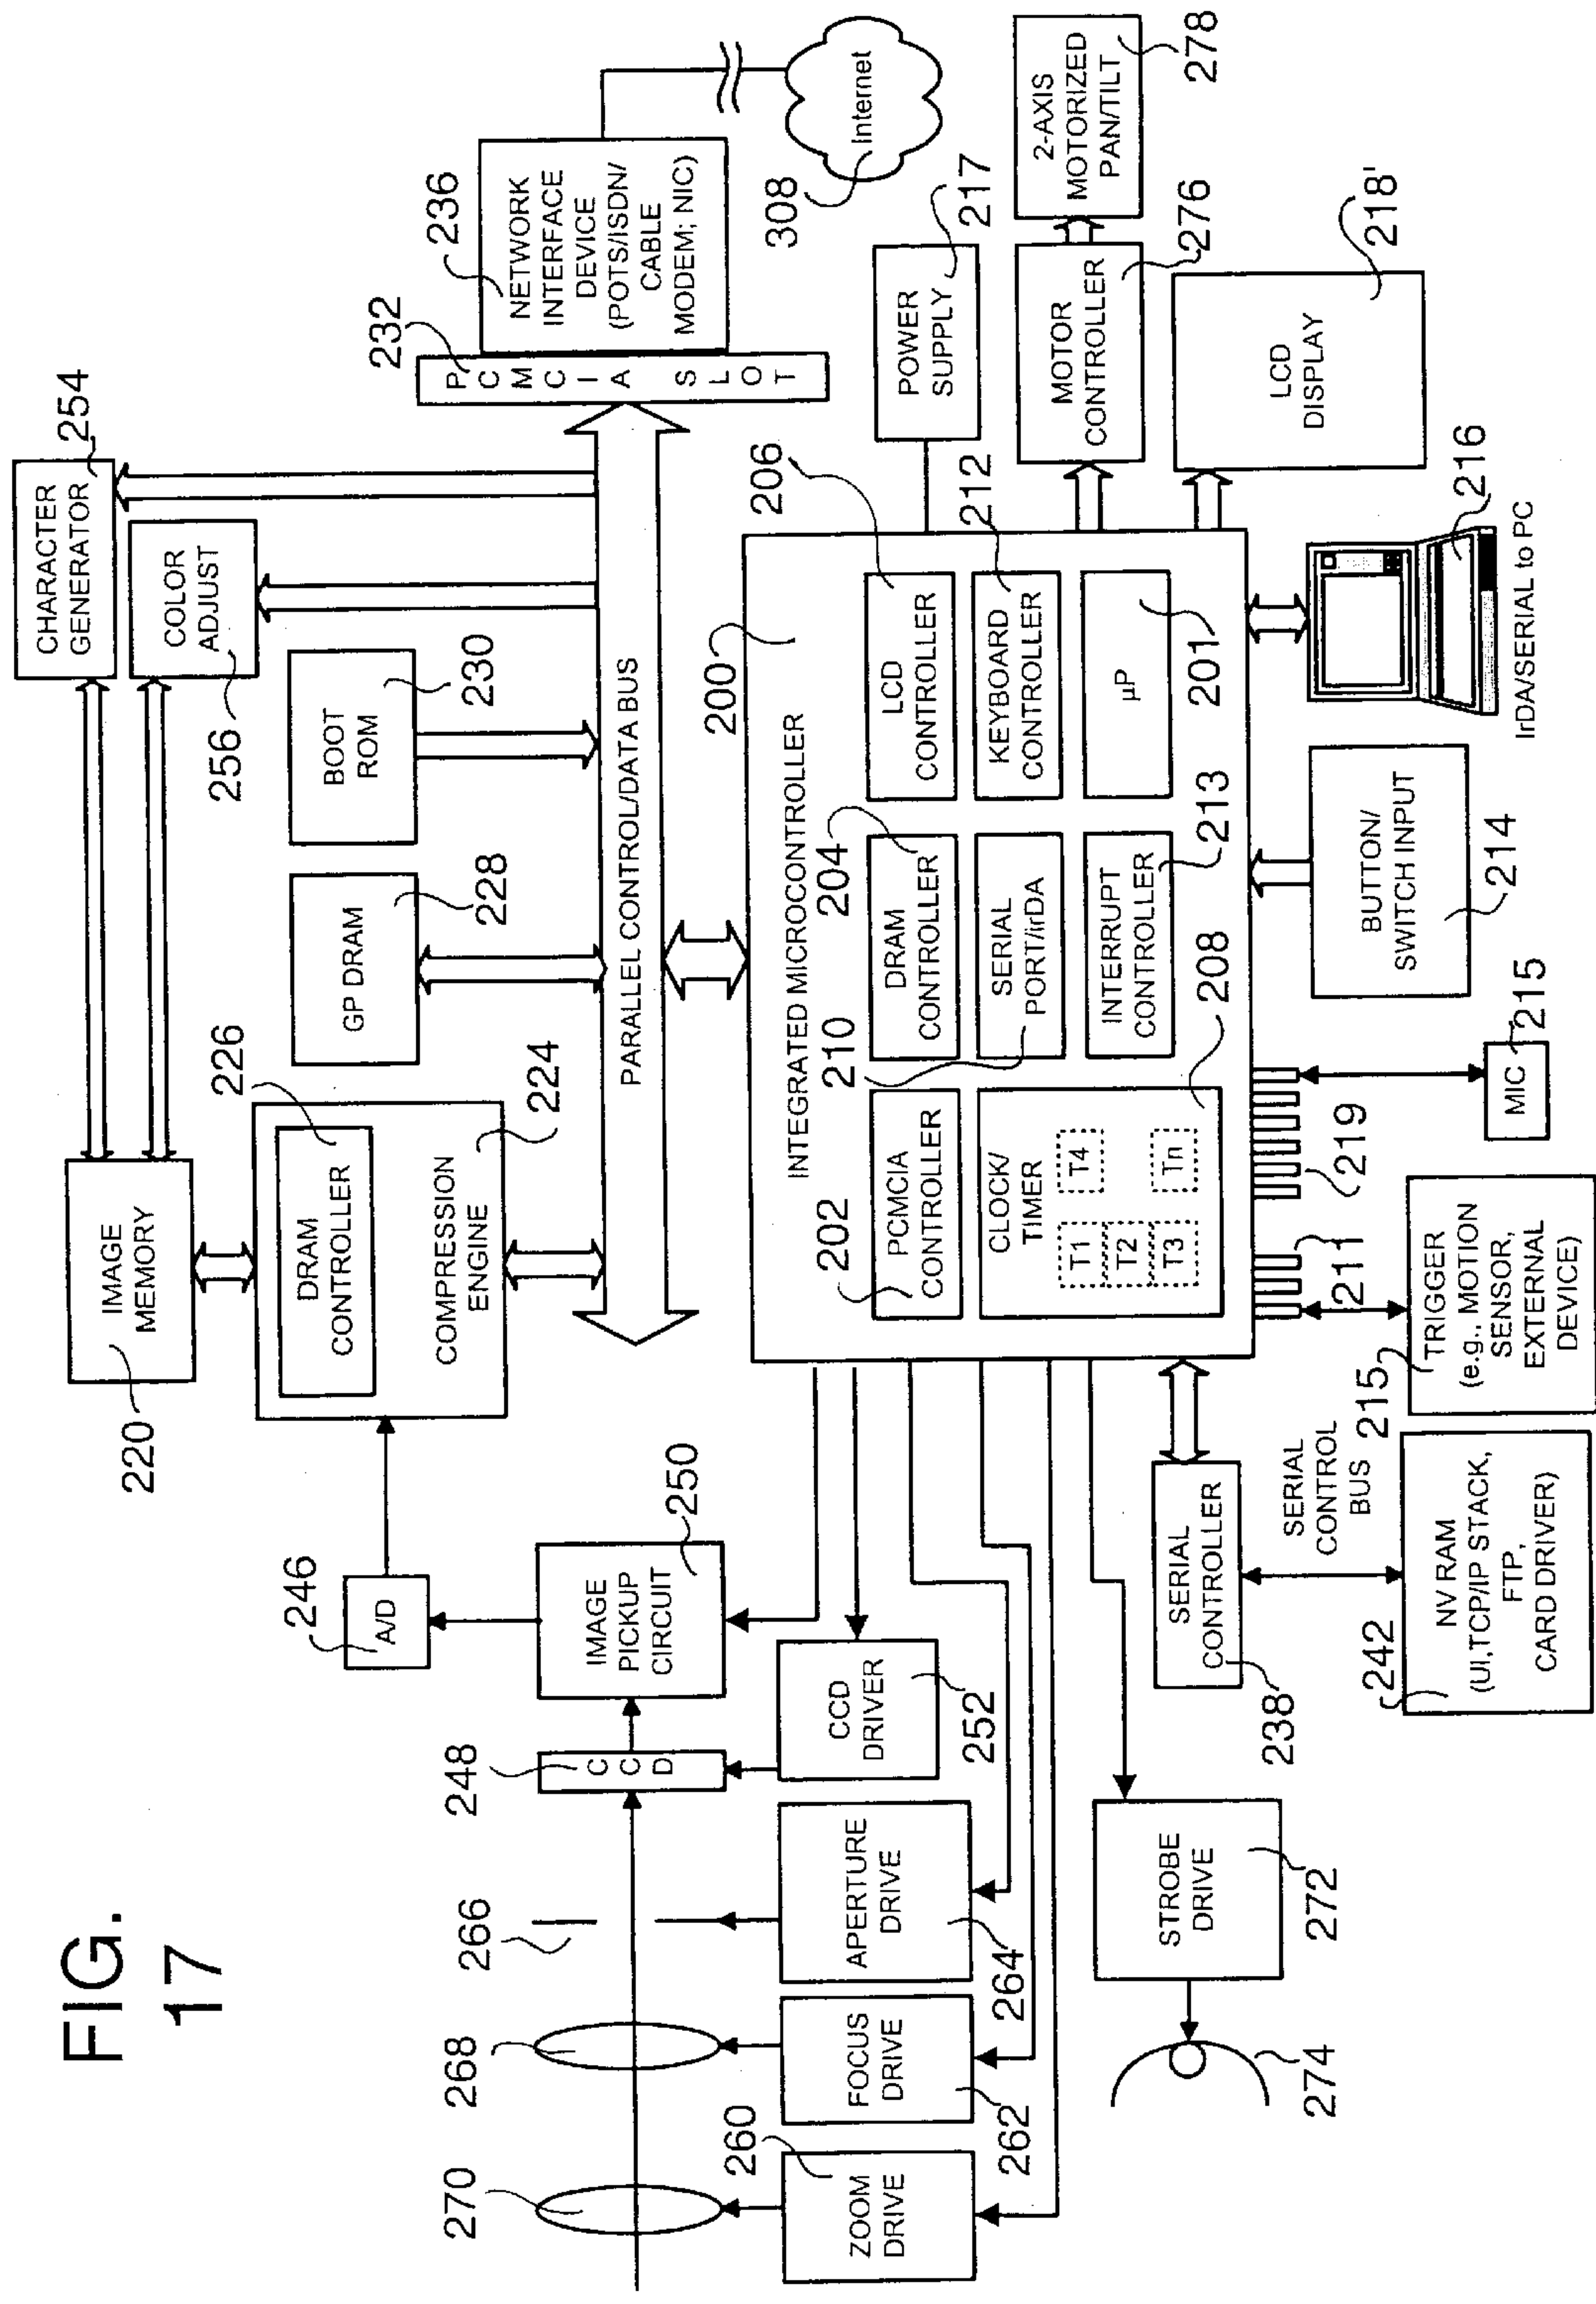 FIG.
17
CHARACTER
GENERATOR
254
COLOR
ADJUST
256
IMAGE
MEMORY
220
226
DRAM
CONTROLLER
COMPRESSION
ENGINE
224
GP DRAM
228
BOOT
ROM
230
232
PCMCIA SLOT
236
NETWORK
INTERFACE
DEVICE
(POTS/ISDN/
CABLE
MODEM; NIC)
308
Internet
PARALLEL CONTROL/DATA BUS
246
A/D
250
IMAGE
PICKUP
CIRCUIT
248
CCD
CCD
DRIVER
252
266
268
270
APERTURE
DRIVE
264
FOCUS
DRIVE
262
260
ZOOM
DRIVE
STROBE
DRIVE
272
274
200
INTEGRATED MICROCONTROLLER
202
PCMCIA
CONTROLLER
204
DRAM
CONTROLLER
206
LCD
CONTROLLER
CLOCK/
TIMER
T1
T2
T3
T4
Tn
208
210
SERIAL
PORT/irDA
212
KEYBOARD
CONTROLLER
INTERRUPT
CONTROLLER
213
µP
201
POWER
SUPPLY
217
MOTOR
CONTROLLER
276
2-AXIS
MOTORIZED
PAN/TILT
278
LCD
DISPLAY
218'
SERIAL
CONTROLLER
238
SERIAL
CONTROL
BUS
242
NV RAM
(UI,TCP/IP STACK,
FTP,
CARD DRIVER)
211
215
TRIGGER
(e.g., MOTION
SENSOR,
EXTERNAL
DEVICE)
219
MIC
215
BUTTON/
SWITCH INPUT
214
216
IrDA/SERIAL to PC